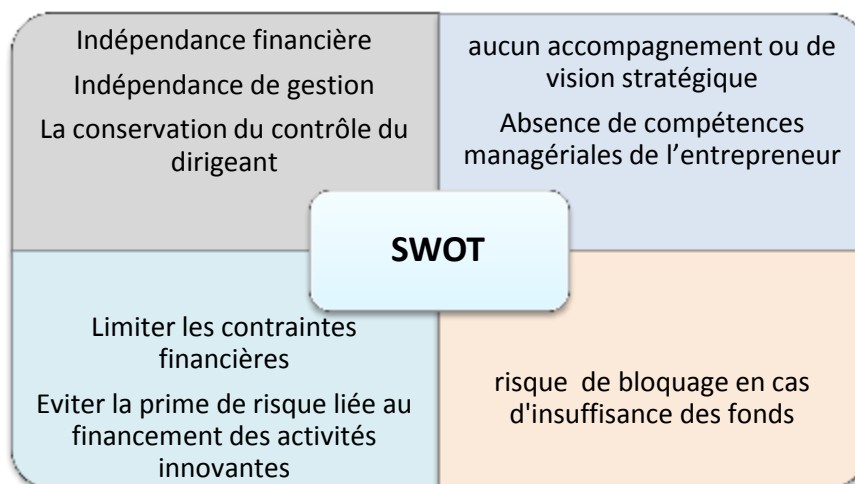 Indépendance financière
Indépendance de gestion
La conservation du contrôle du
dirigeant
aucun accompagnement ou de
vision stratégique
Absence de compétences
managériales de l’entrepreneur
SWOT
Limiter les contraintes
financières
Eviter la prime de risque liée au
financement des activités
innovantes
risque de bloquage en cas
d'insuffisance des fonds